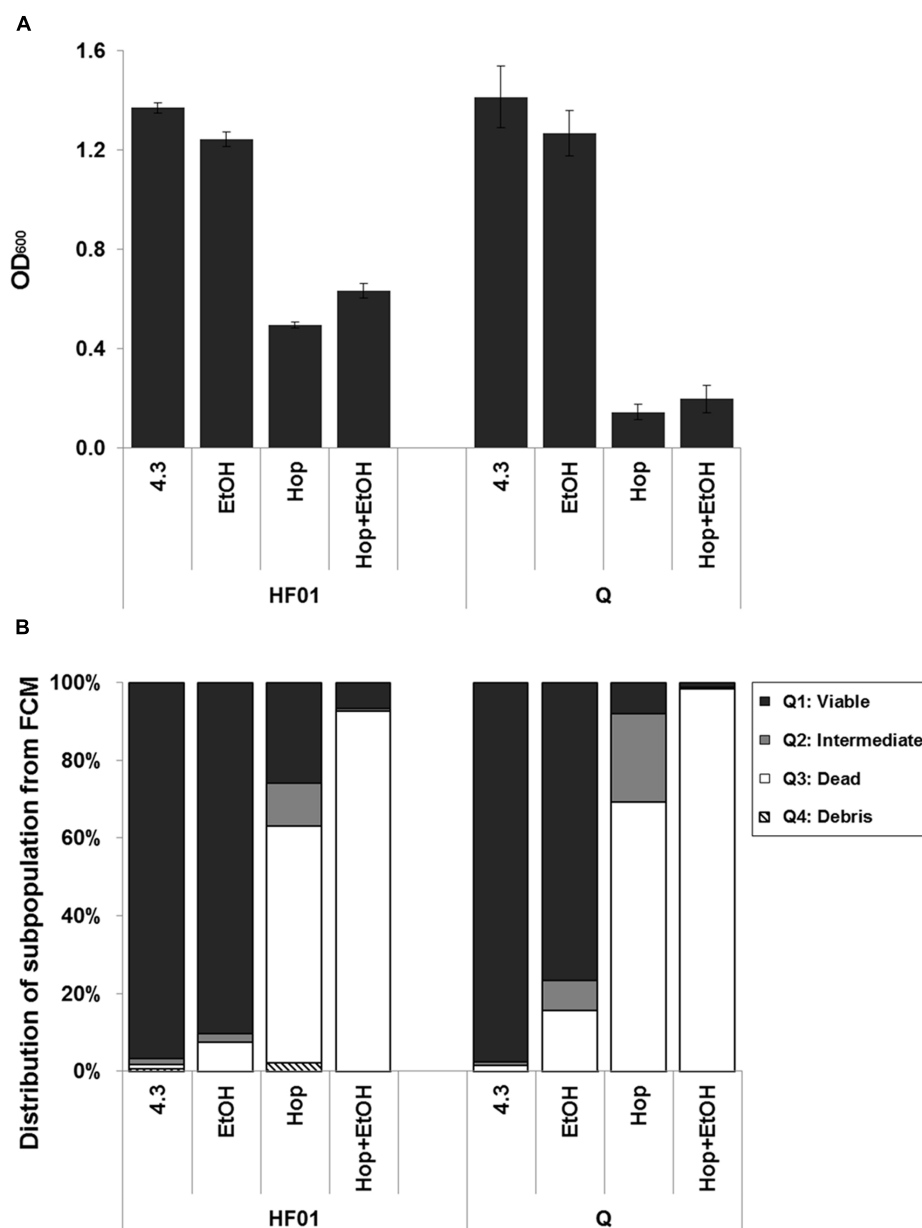 A
1.6
1.2
0.8
0.4
0.0
OD600
4.3
EtOH
Hop
Hop+EtOH
4.3
EtOH
Hop
Hop+EtOH
HF01
Q
B
100%
80%
60%
40%
20%
0%
Distribution of subpopulation from FCM
Q1: Viable
Q2: Intermediate
Q3: Dead
Q4: Debris
4.3
EtOH
Hop
Hop+EtOH
4.3
EtOH
Hop
Hop+EtOH
HF01
Q